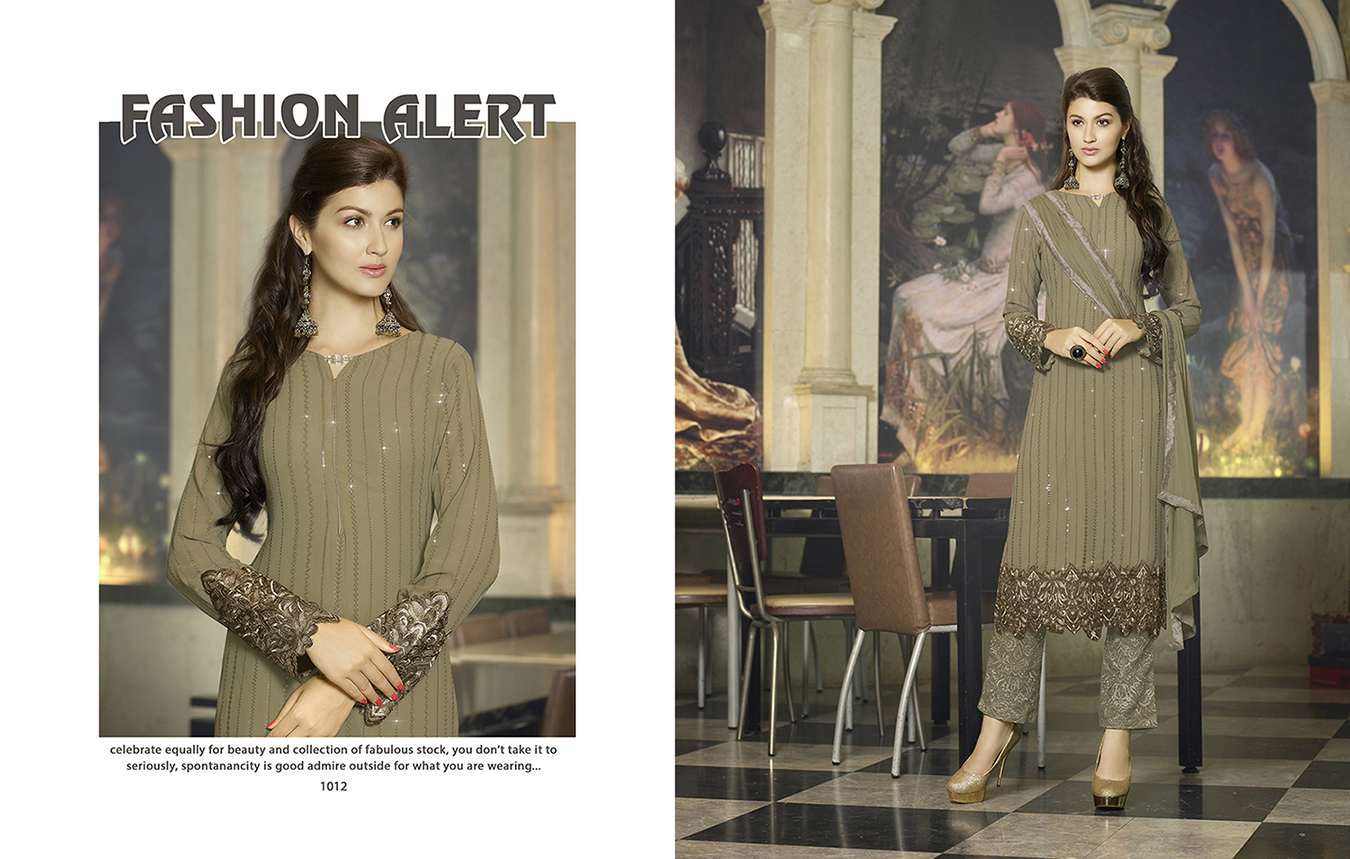 FASHION ALERT
celebrate equally for beauty and collection of fabulous stock, you don't take it to
seriously, spontanancity is good admire outside for what you are wearing...
1012